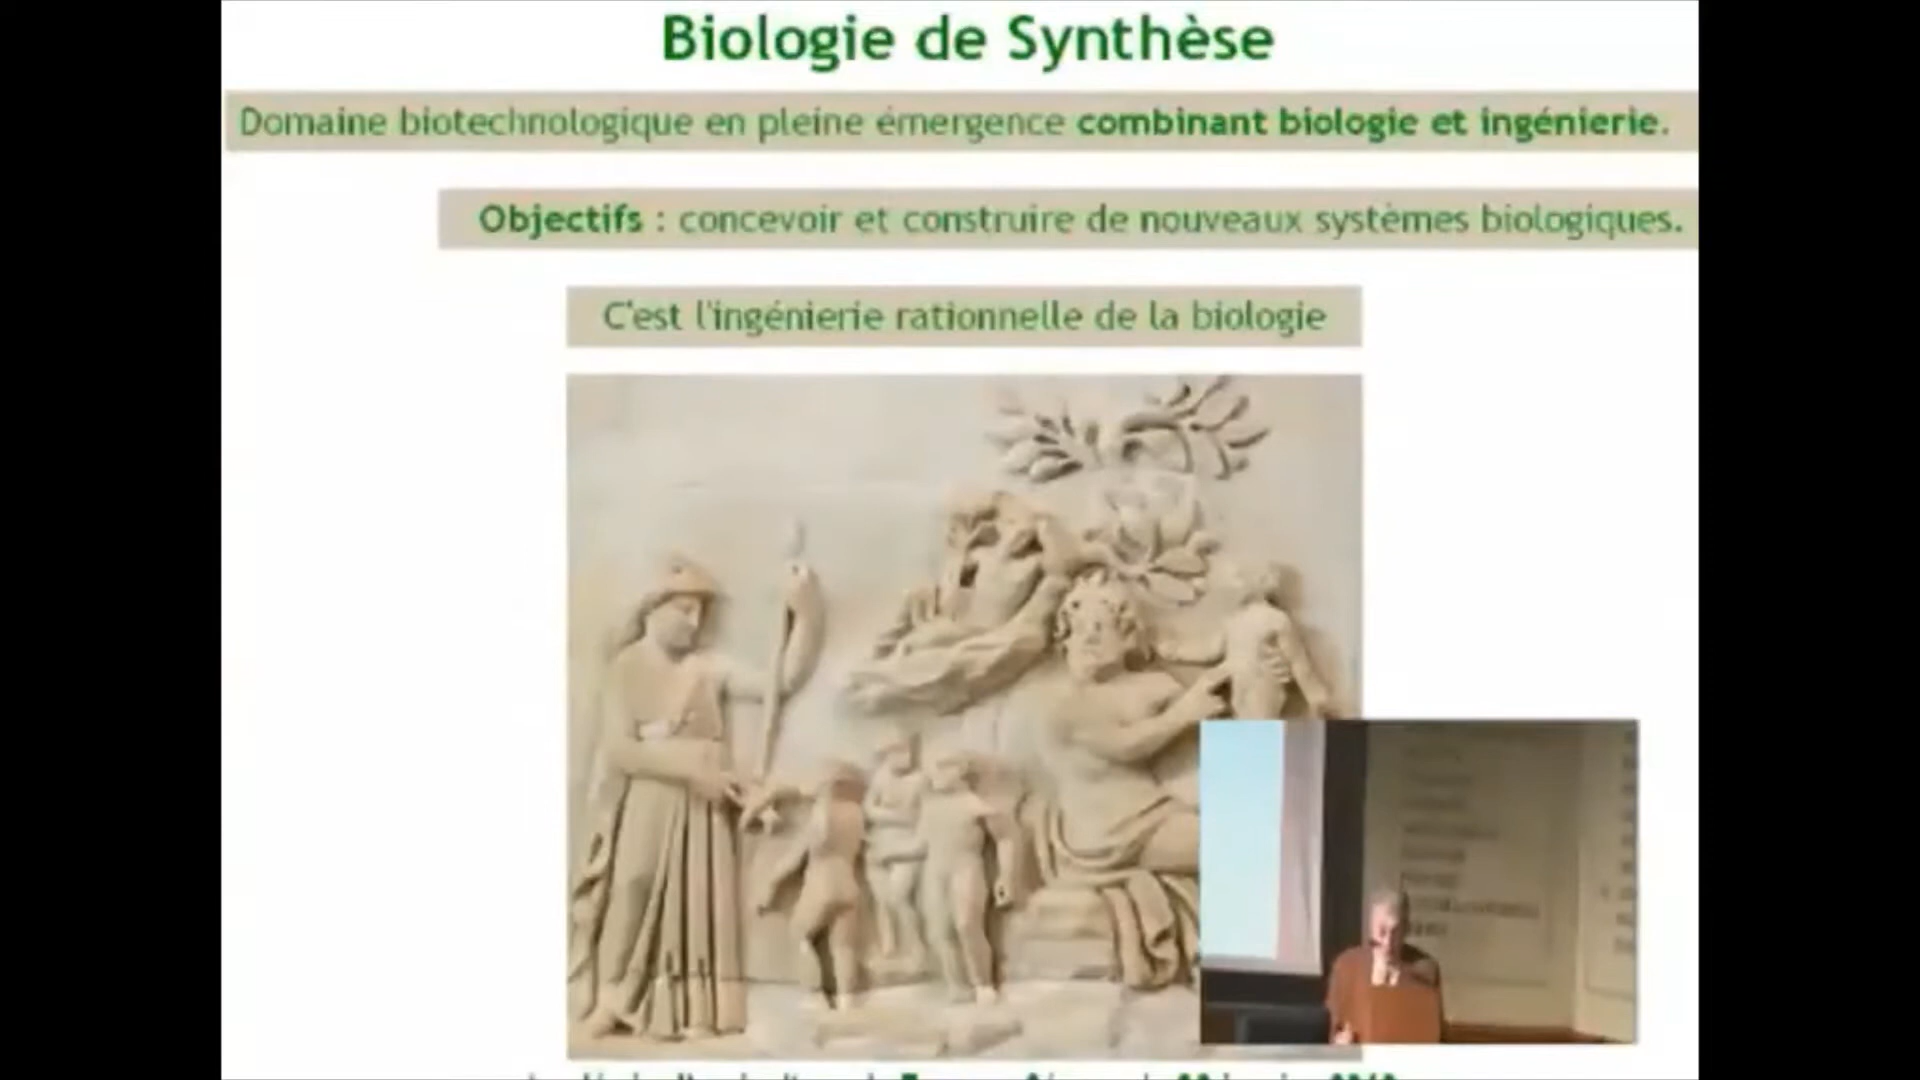 Biologie de Synthèse
Domaine biotechnologique en pleine émergence combinant biologie et ingénierie.
Objectifs : concevoir et construire de nouveaux systèmes biologiques.
C'est l'ingénierie rationnelle de la biologie